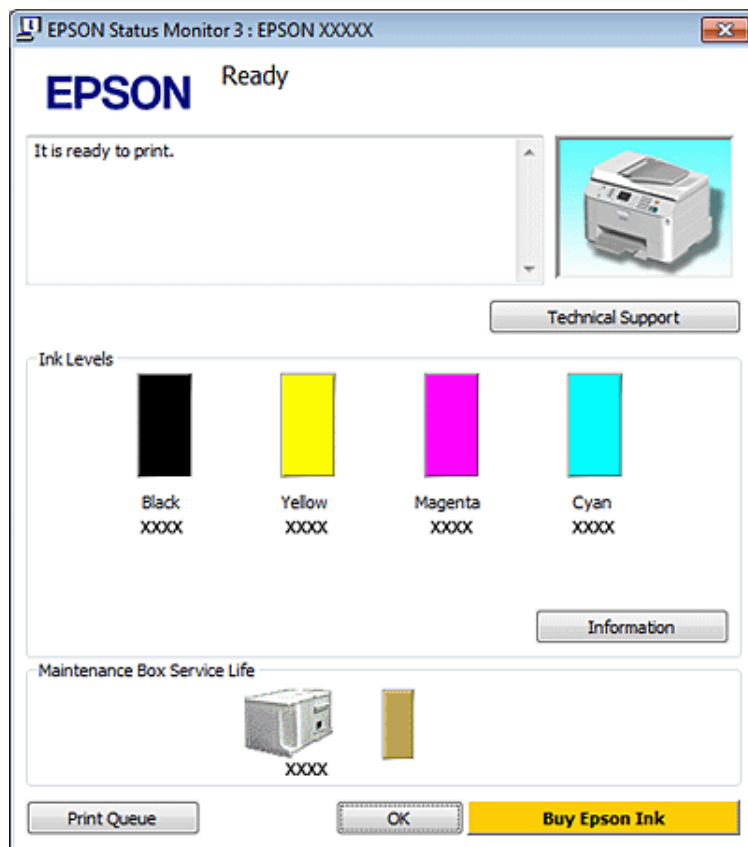 EPSON Status Monitor 3 : EPSON XXXXX
EPSON
Ready
It is ready to print.
Technical Support
Ink Levels
Black Yellow Magenta Cyan
XXXX XXXX XXXX XXXX
Information
Maintenance Box Service Life
XXXX
Print Queue OK Buy Epson Ink